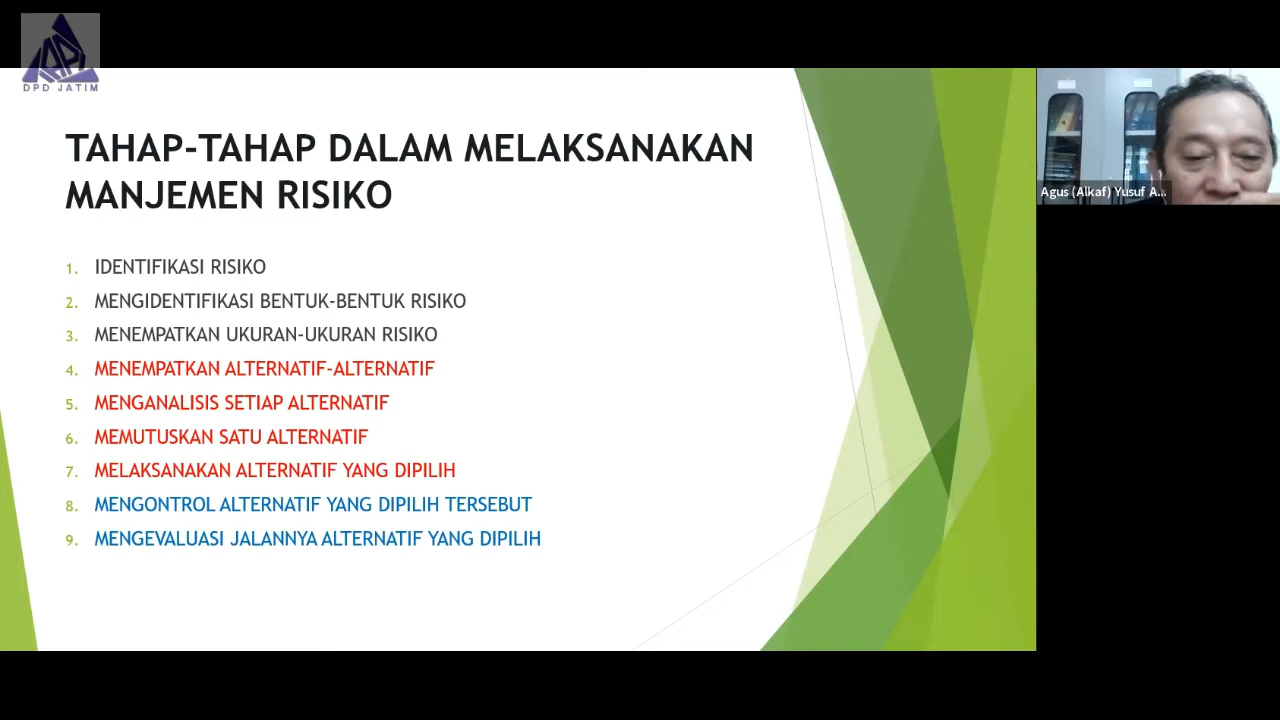 IAPI
DPD JATIM
TAHAP-TAHAP DALAM MELAKSANAKAN
MANJEMEN RISIKO
1. IDENTIFIKASI RISIKO
2. MENGIDENTIFIKASI BENTUK-BENTUK RISIKO
3. MENEMPATKAN UKURAN-UKURAN RISIKO
4. MENEMPATKAN ALTERNATIF-ALTERNATIF
5. MENGANALISIS SETIAP ALTERNATIF
6. MEMUTUSKAN SATU ALTERNATIF
7. MELAKSANAKAN ALTERNATIF YANG DIPILIH
8. MENGONTROL ALTERNATIF YANG DIPILIH TERSEBUT
9. MENGEVALUASI JALANNYA ALTERNATIF YANG DIPILIH
Agus (Alkaf) Yusuf A...